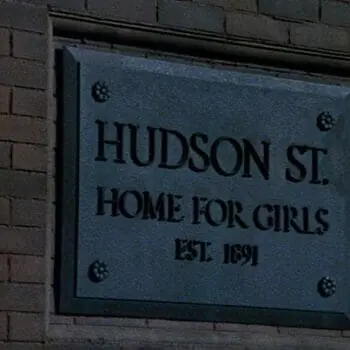 HUDSON ST.
HOME FOR GIRLS
EST. 1891